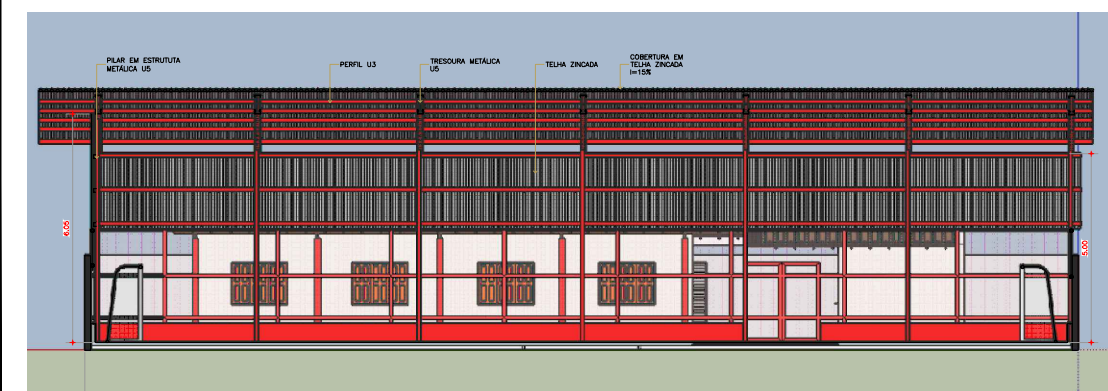 PILAR EM ESTRUTUTA
METÁLICA U5
PERFIL U3
TRESOURA METÁLICA
U5
TELHA ZINCADA
COBERTURA EM
TELHA ZINCADA
I=15%
6,05
5,00